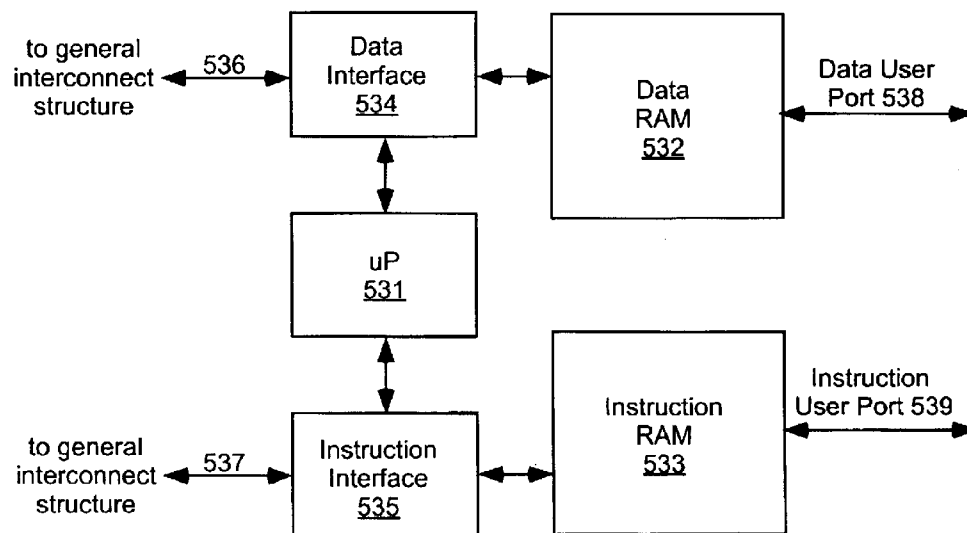 to general
interconnect
structure
536
Data
Interface
534
Data
RAM
532
Data User
Port 538
uP
531
to general
interconnect
structure
537
Instruction
Interface
535
Instruction
RAM
533
Instruction
User Port 539